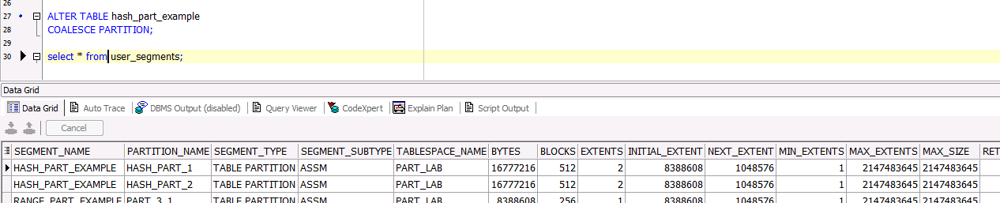 26
27 ALTER TABLE hash_part_example
28 COALESCE PARTITION;
29
30 select * from user_segments;
Data Grid
Data Grid Auto Trace DBMS Output (disabled) Query Viewer CodeXpert Explain Plan Script Output
Cancel
SEGMENT_NAME PARTITION_NAME SEGMENT_TYPE SEGMENT_SUBTYPE TABLESPACE_NAME BYTES BLOCKS EXTENTS INITIAL_EXTENT NEXT_EXTENT MIN_EXTENTS MAX_EXTENTS MAX_SIZE RET
HASH_PART_EXAMPLE HASH_PART_1 TABLE PARTITION ASSM PART_LAB 16777216 512 2 8388608 1048576 1 2147483645 2147483645
HASH_PART_EXAMPLE HASH_PART_2 TABLE PARTITION ASSM PART_LAB 16777216 512 2 8388608 1048576 1 2147483645 2147483645
RANGE_PART_EXAMPLE PART_3_1 TABLE PARTITION ASSM PART_LAB 8388608 256 1 8388608 1048576 1 2147483645 2147483645